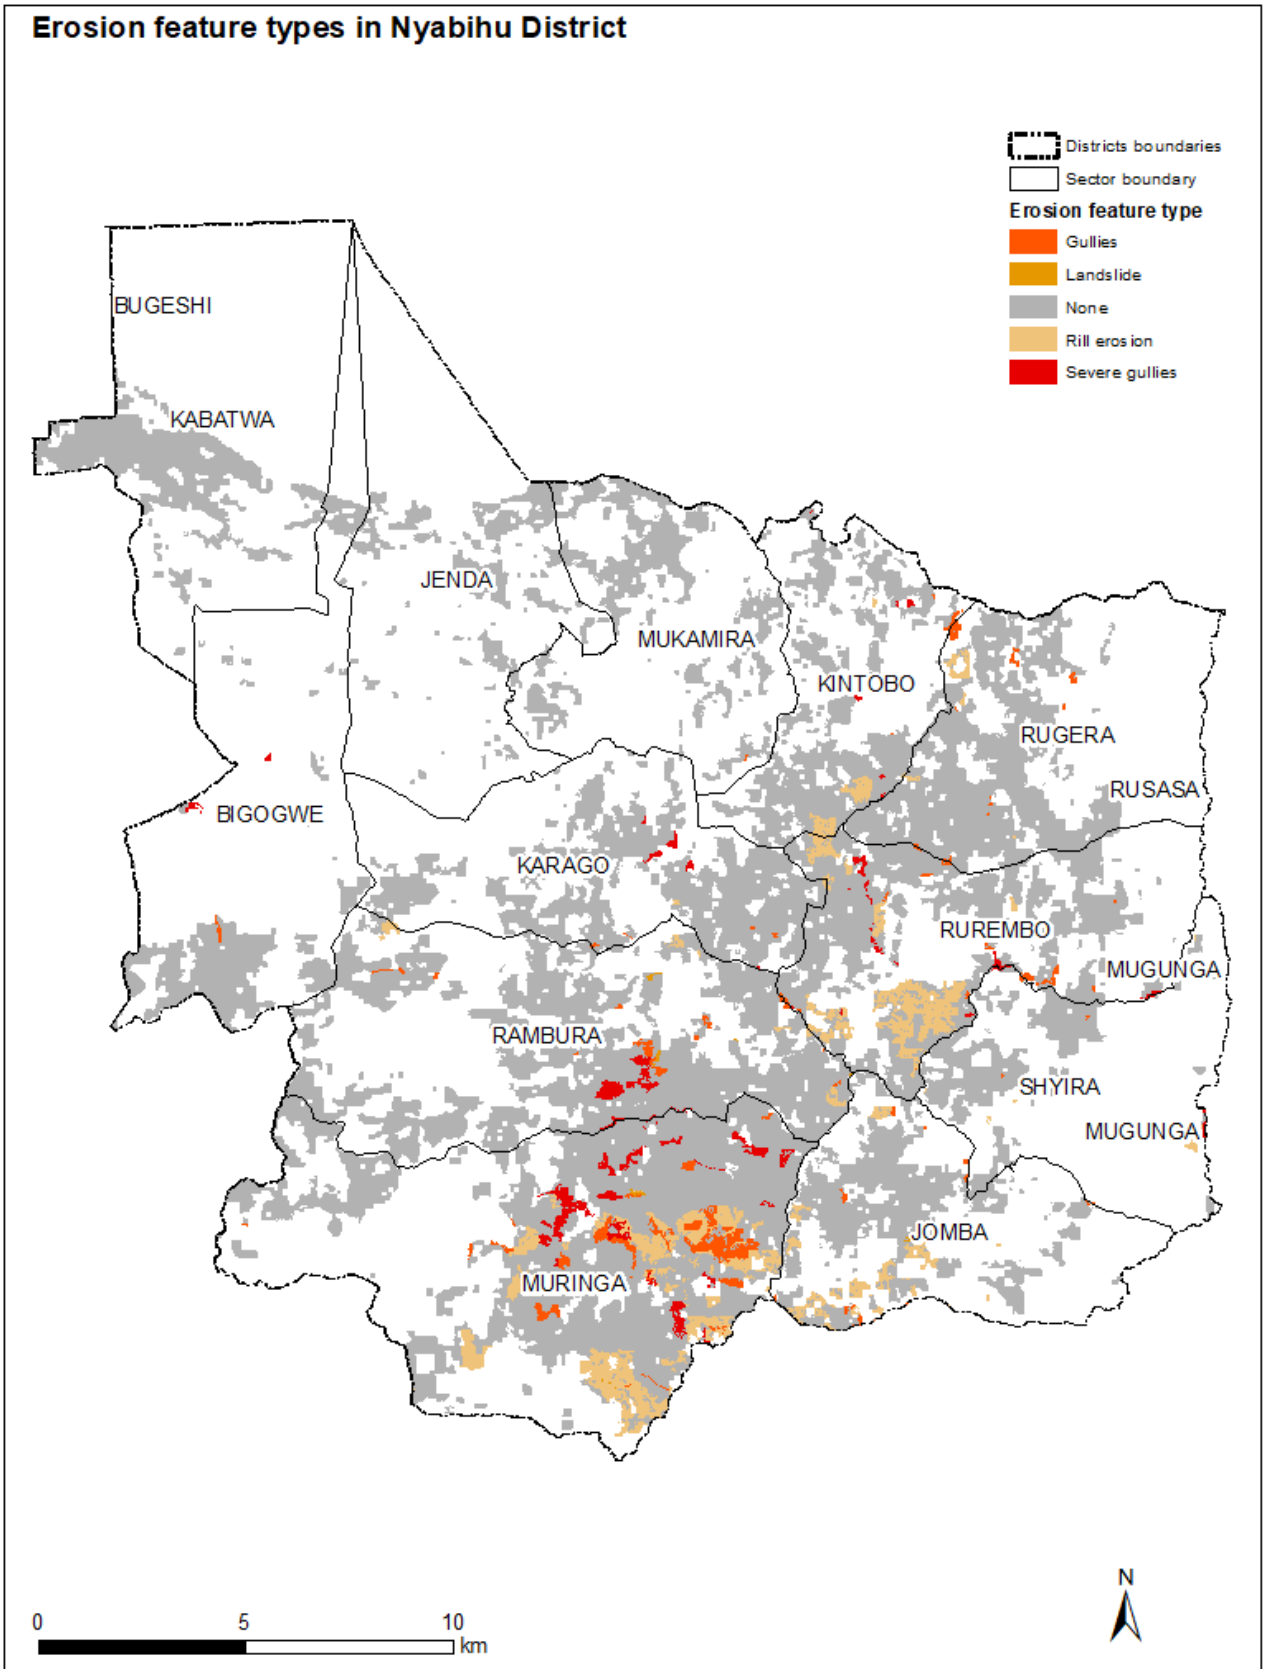 Erosion feature types in Nyabihu District
Districts boundaries
Sector boundary
Erosion feature type
Gullies
Landslide
None
Rill erosion
Severe gullies
BUGESHI
KABATWA
JENDA
MUKAMIRA
KINTOBO
RUGERA
RUSASA
BIGOGWE
KARAGO
RUREMBO
MUGUNGA
RAMBURA
SHYIRA
MUGUNGA
JOMBA
MURINGA
N
0 5 10
km